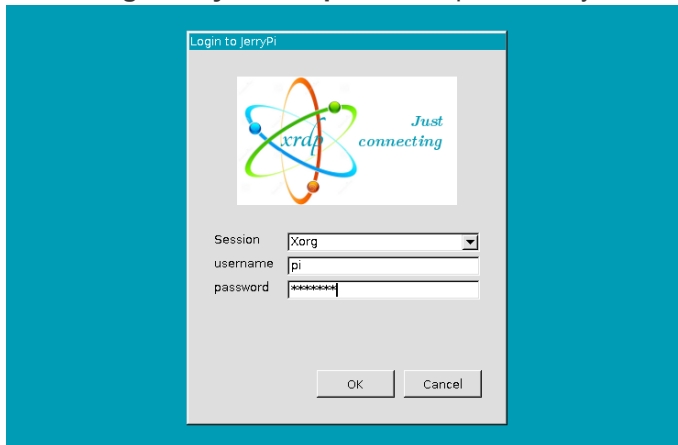 Login to JerryPi
xrdp
Just
connecting
Session Xorg
username pi
password *******
OK Cancel